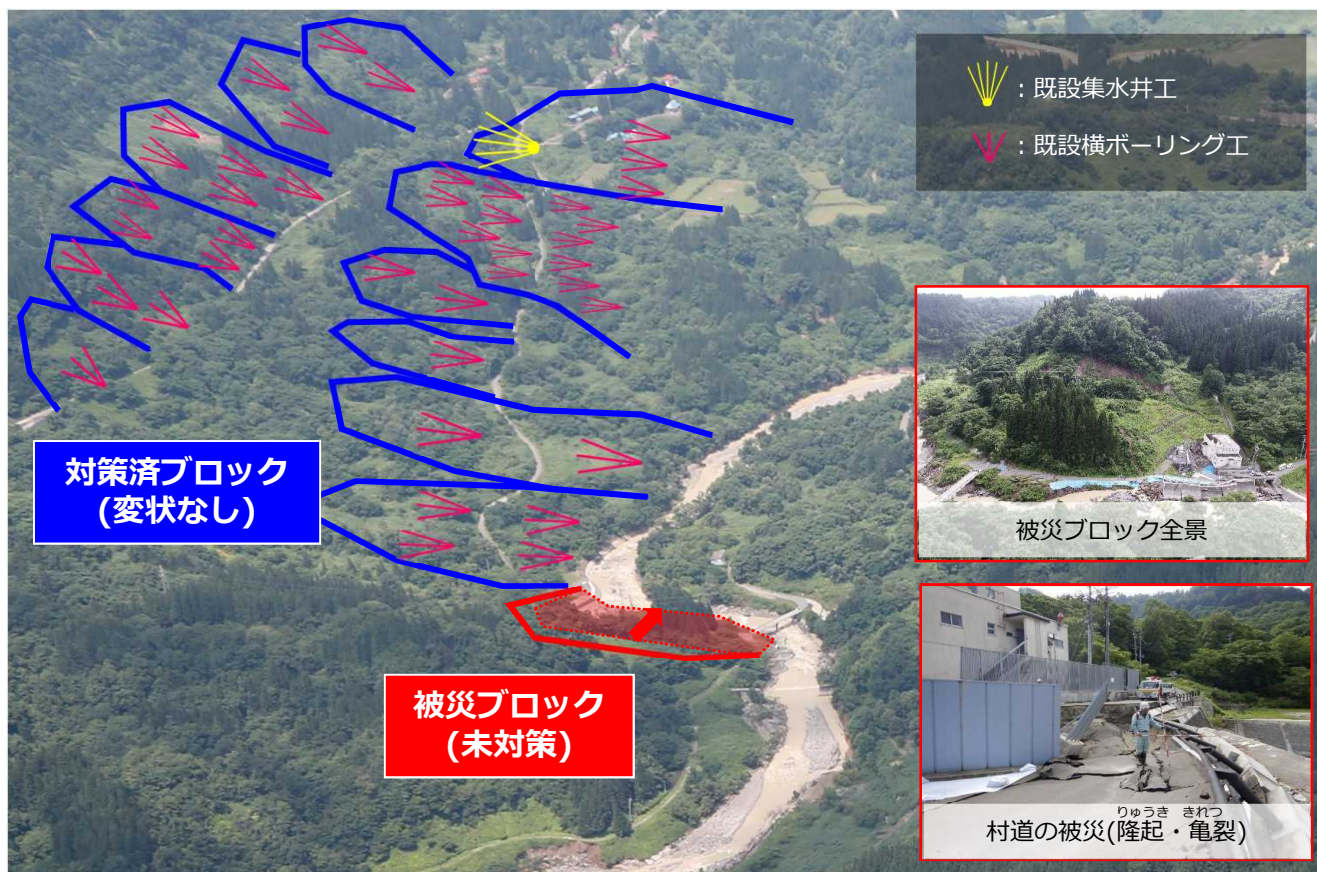 ：既設集水井工
：既設横ボーリング工
対策済ブロック
(変状なし)
被災ブロック全景
被災ブロック
(未対策)
りゅうき きれつ
村道の被災(隆起・亀裂)